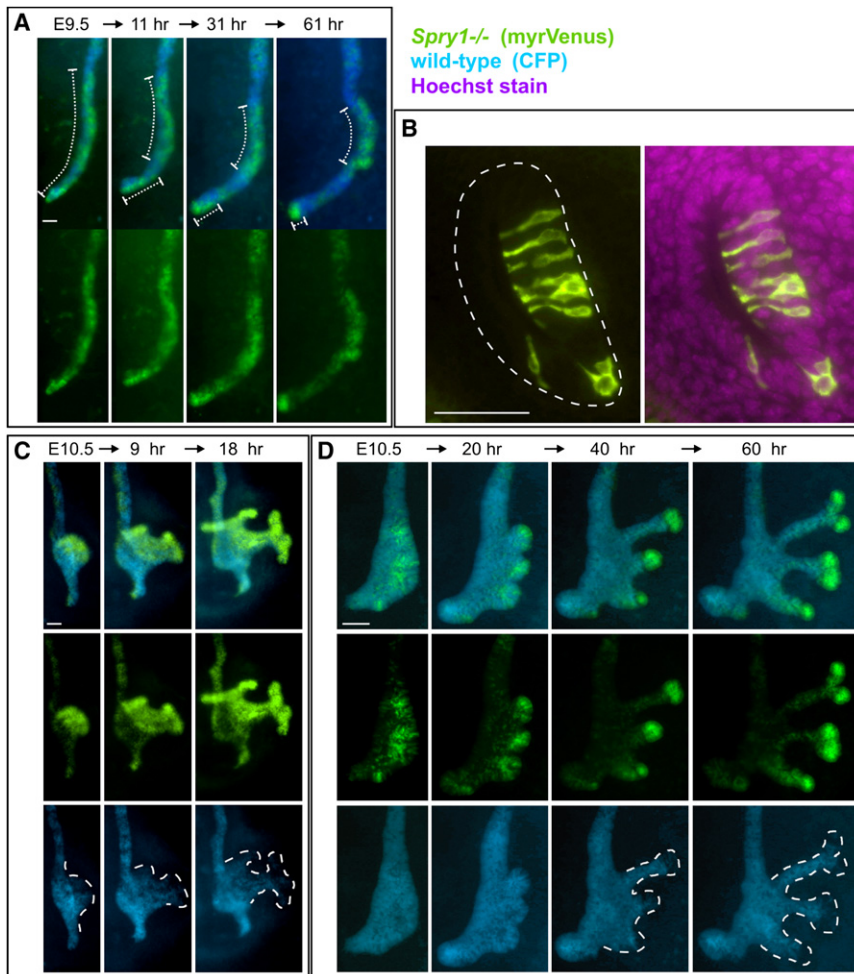 A
E9.5 → 11 hr → 31 hr → 61 hr
Spry1-/- (myrVenus)
wild-type (CFP)
Hoechst stain
B
C
E10.5 → 9 hr → 18 hr
D
E10.5 → 20 hr → 40 hr → 60 hr